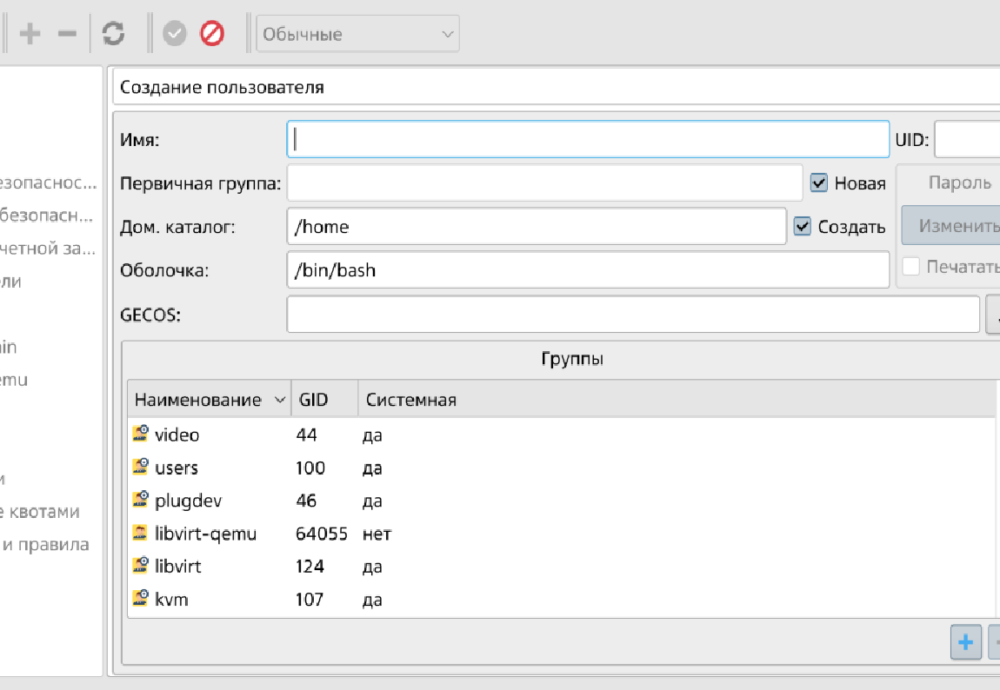 Обычные
Создание пользователя
Имя:
UID:
Первичная группа:
Новая
Пароль
Дом. каталог: /home
Создать
Изменить
Оболочка: /bin/bash
Печатать
GECOS:
Группы
Наименование GID Системная
video 44 да
users 100 да
plugdev 46 да
libvirt-qemu 64055 нет
libvirt 124 да
kvm 107 да
езопаснос...
безопасн...
четной за...
ли
in
emu
и
е квотами
и правила